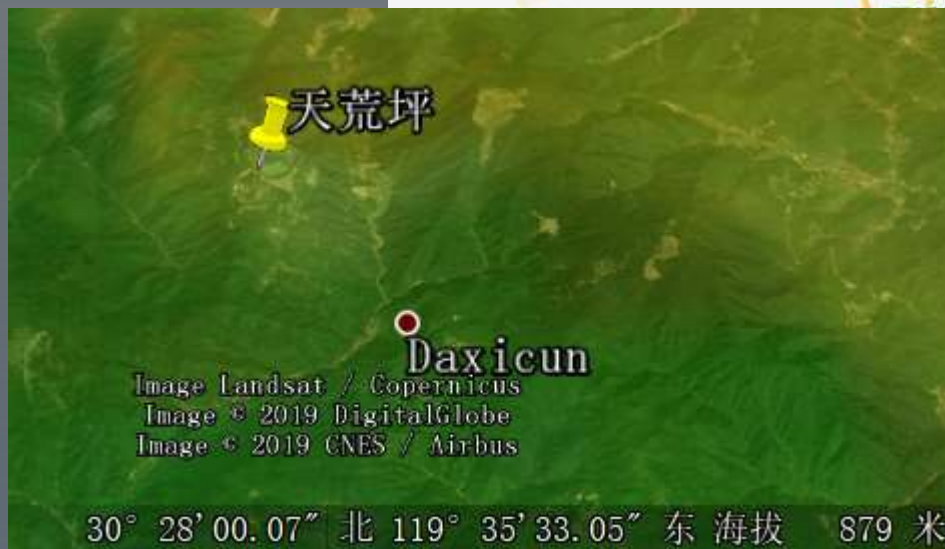 天荒坪
Daxicun
Image Landsat / Copernicus
Image © 2019 DigitalGlobe
Image © 2019 CNES / Airbus
30° 28′00.07″ 北 119° 35′33.05″ 东 海拔 879 米